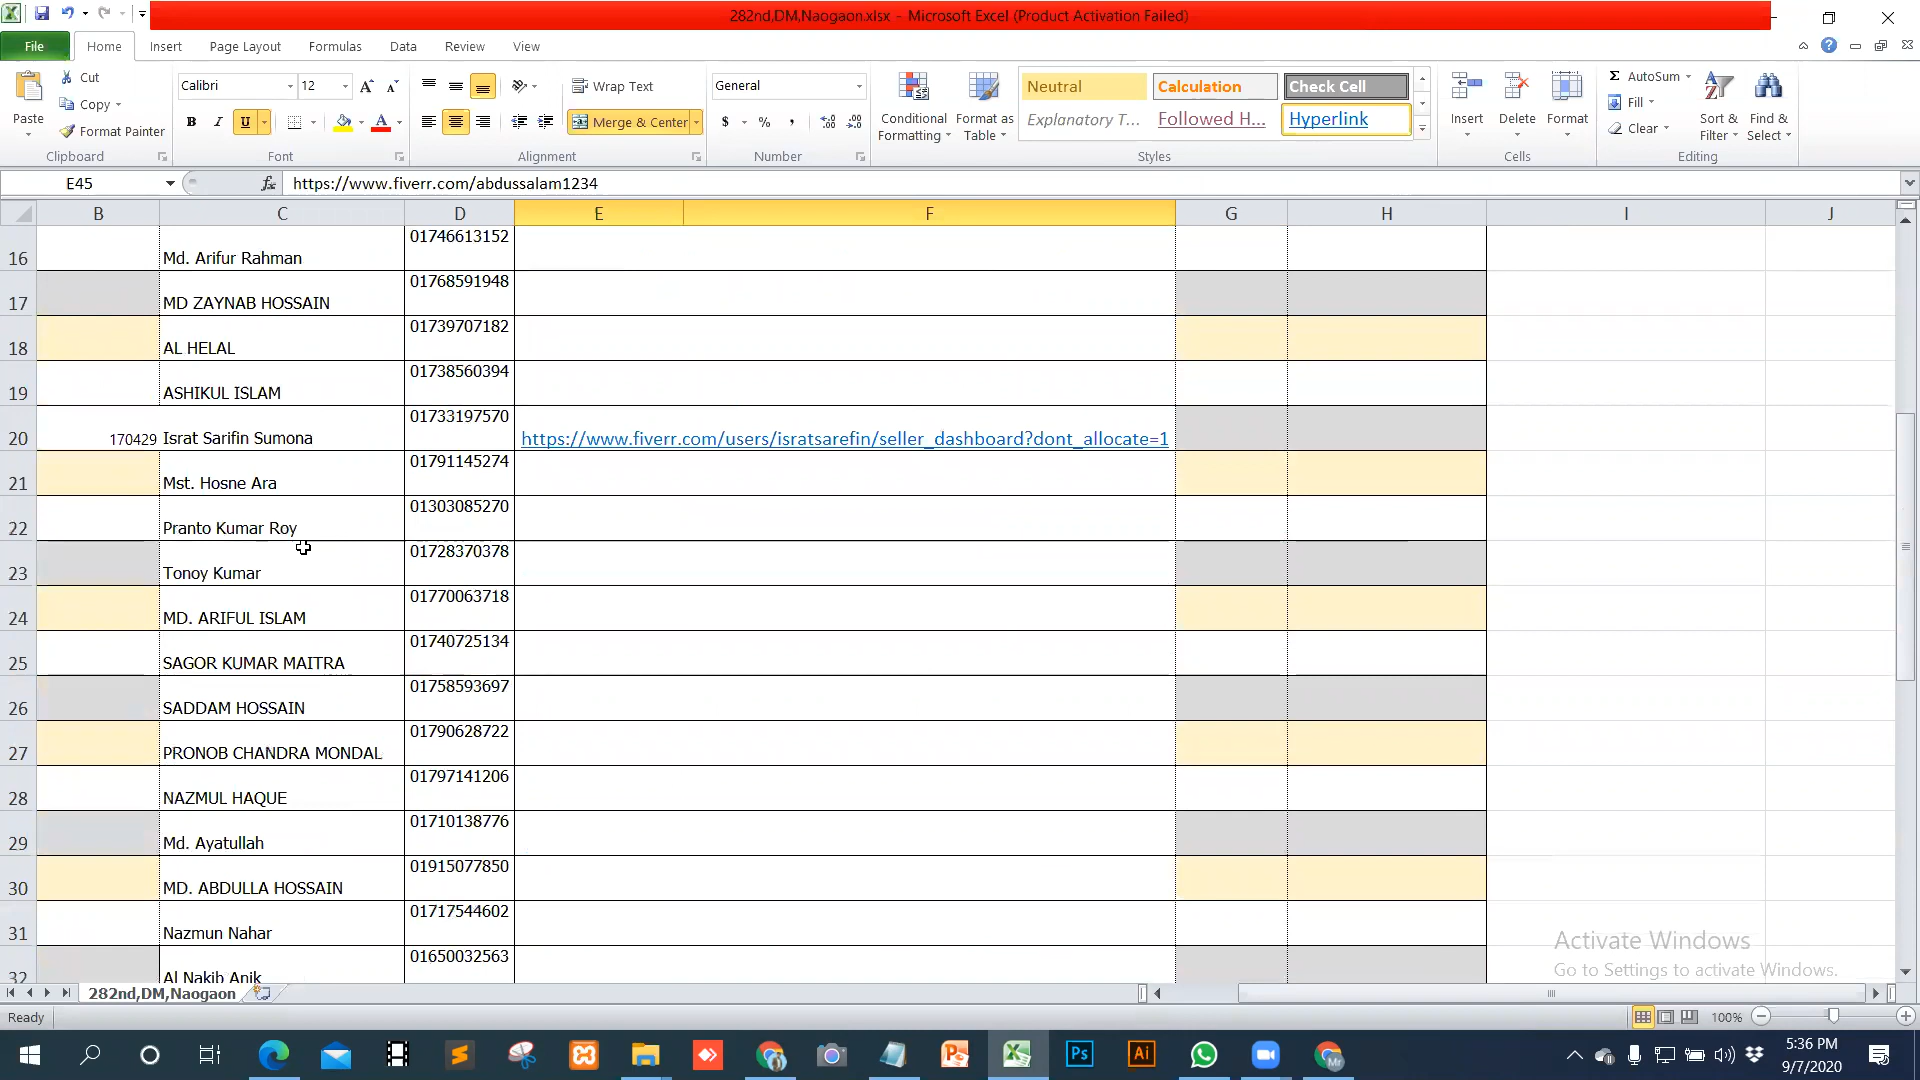 282nd,DM,Naogaon.xlsx - Microsoft Excel (Product Activation Failed)
File Home Insert Page Layout Formulas Data Review View
Paste
Cut
Copy
Format Painter
Clipboard
Calibri 12
B I U A
Font
Wrap Text
Merge & Center
Alignment
General
$ % ,
Number
Conditional Formatting
Format as Table
Neutral Calculation Check Cell
Explanatory T... Followed H... Hyperlink
Styles
Insert Delete Format
Cells
AutoSum
Fill
Clear
Sort & Filter
Find & Select
Editing
E45 fx https://www.fiverr.com/abdussalam1234
B C D E F G H I J
16 Md. Arifur Rahman 01746613152
17 MD ZAYNAB HOSSAIN 01768591948
18 AL HELAL 01739707182
19 ASHIKUL ISLAM 01738560394
20 170429 Israt Sarifin Sumona 01733197570 https://www.fiverr.com/users/isratsarefin/seller_dashboard?dont_allocate=1
21 Mst. Hosne Ara 01791145274
22 Pranto Kumar Roy 01303085270
23 Tonoy Kumar 01728370378
24 MD. ARIFUL ISLAM 01770063718
25 SAGOR KUMAR MAITRA 01740725134
26 SADDAM HOSSAIN 01758593697
27 PRONOB CHANDRA MONDAL 01790628722
28 NAZMUL HAQUE 01797141206
29 Md. Ayatullah 01710138776
30 MD. ABDULLA HOSSAIN 01915077850
31 Nazmun Nahar 01717544602
32 Al Nakib Anik 01650032563
Activate Windows
Go to Settings to activate Windows.
282nd,DM,Naogaon
Ready 100%
5:36 PM
9/7/2020